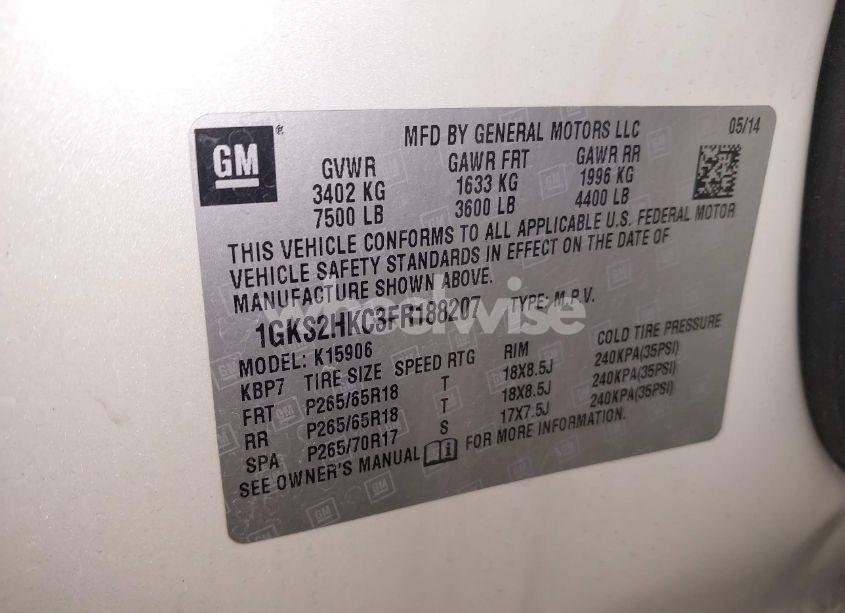 GM
MFD BY GENERAL MOTORS LLC 05/14
GVWR GAWR FRT GAWR RR
3402 KG 1633 KG 1996 KG
7500 LB 3600 LB 4400 LB
THIS VEHICLE CONFORMS TO ALL APPLICABLE U.S. FEDERAL MOTOR
VEHICLE SAFETY STANDARDS IN EFFECT ON THE DATE OF
MANUFACTURE SHOWN ABOVE.
1GKS2HKC3FR188207 TYPE: M.P.V.
wheelwise
MODEL: K15906
KBP7 TIRE SIZE SPEED RTG RIM COLD TIRE PRESSURE
FRT P265/65R18 T 18X8.5J 240KPA(35PSI)
RR P265/65R18 T 18X8.5J 240KPA(35PSI)
SPA P265/70R17 S 17X7.5J 240KPA(35PSI)
SEE OWNER'S MANUAL FOR MORE INFORMATION.